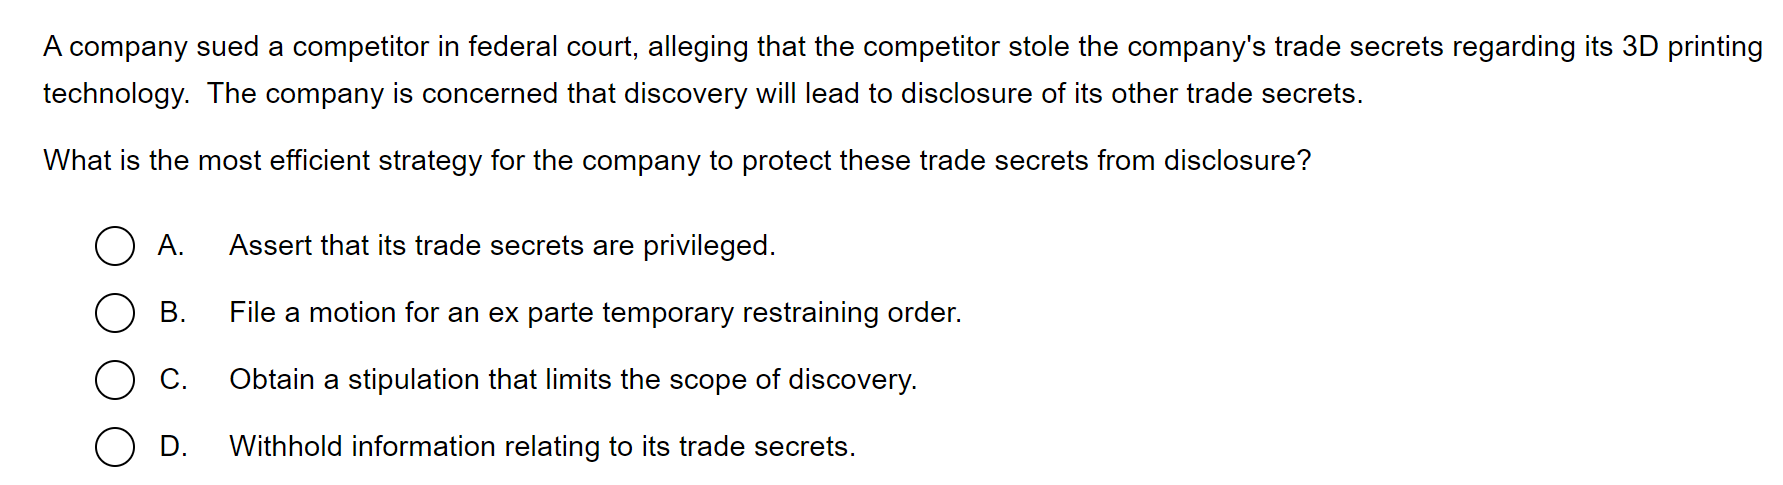 A company sued a competitor in federal court, alleging that the competitor stole the company's trade secrets regarding its 3D printing
technology.  The company is concerned that discovery will lead to disclosure of its other trade secrets.
What is the most efficient strategy for the company to protect these trade secrets from disclosure?
A. Assert that its trade secrets are privileged.
B. File a motion for an ex parte temporary restraining order.
C. Obtain a stipulation that limits the scope of discovery.
D. Withhold information relating to its trade secrets.